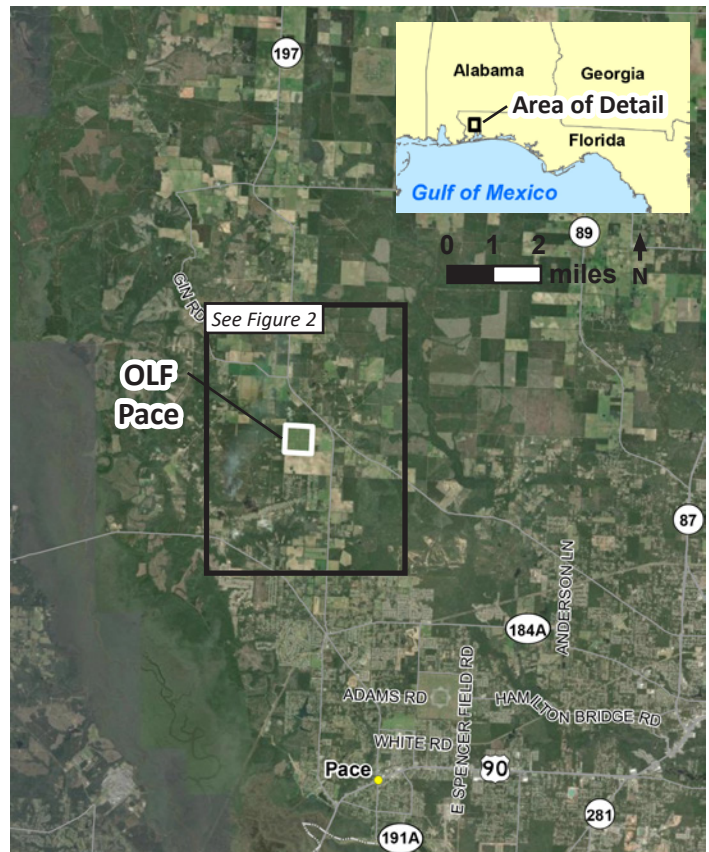 197
Alabama
Georgia
Area of Detail
Florida
Gulf of Mexico
89
0 1 2
miles N
GIN RD
See Figure 2
OLF
Pace
87
ANDERSON LN
184A
E SPENCER FIELD RD
ADAMS RD
HAMILTON BRIDGE RD
WHITE RD
Pace
90
281
191A